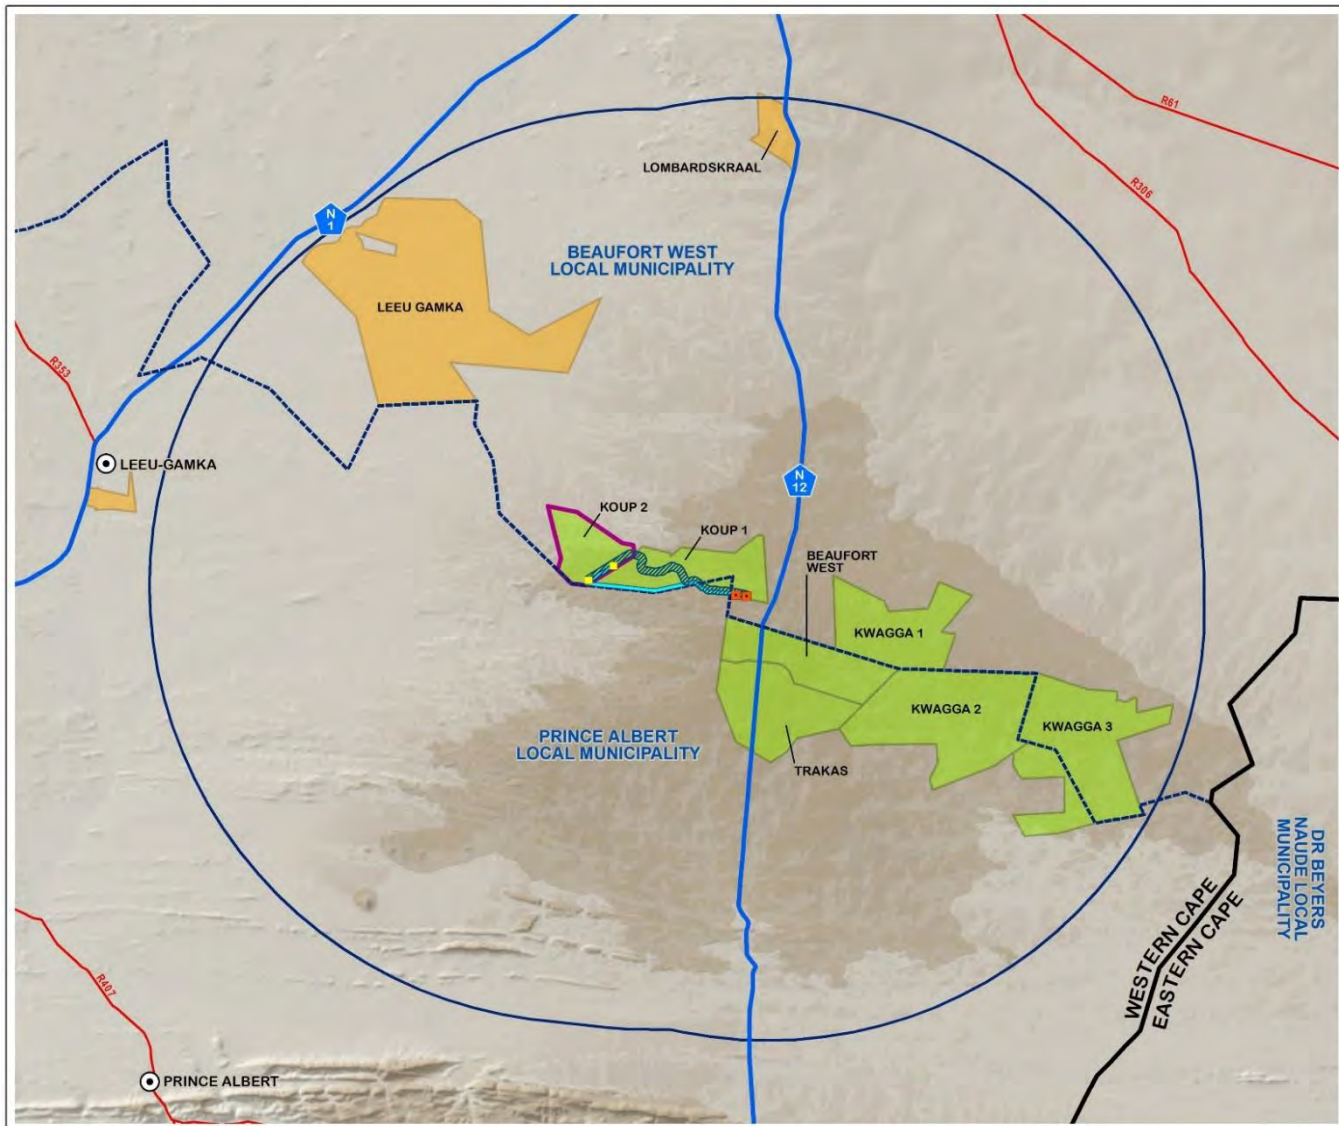 R61
LOMBARDSKRAAL
R306
N
1
BEAUFORT WEST
LOCAL MUNICIPALITY
LEEU GAMKA
R353
LEEU-GAMKA
N
12
KOUP 2
KOUP 1
BEAUFORT
WEST
KWAGGA 1
KWAGGA 2
KWAGGA 3
PRINCE ALBERT
LOCAL MUNICIPALITY
TRAKAS
DR BEYERS
NAUDE LOCAL
MUNICIPALITY
WESTERN CAPE
EASTERN CAPE
R407
PRINCE ALBERT